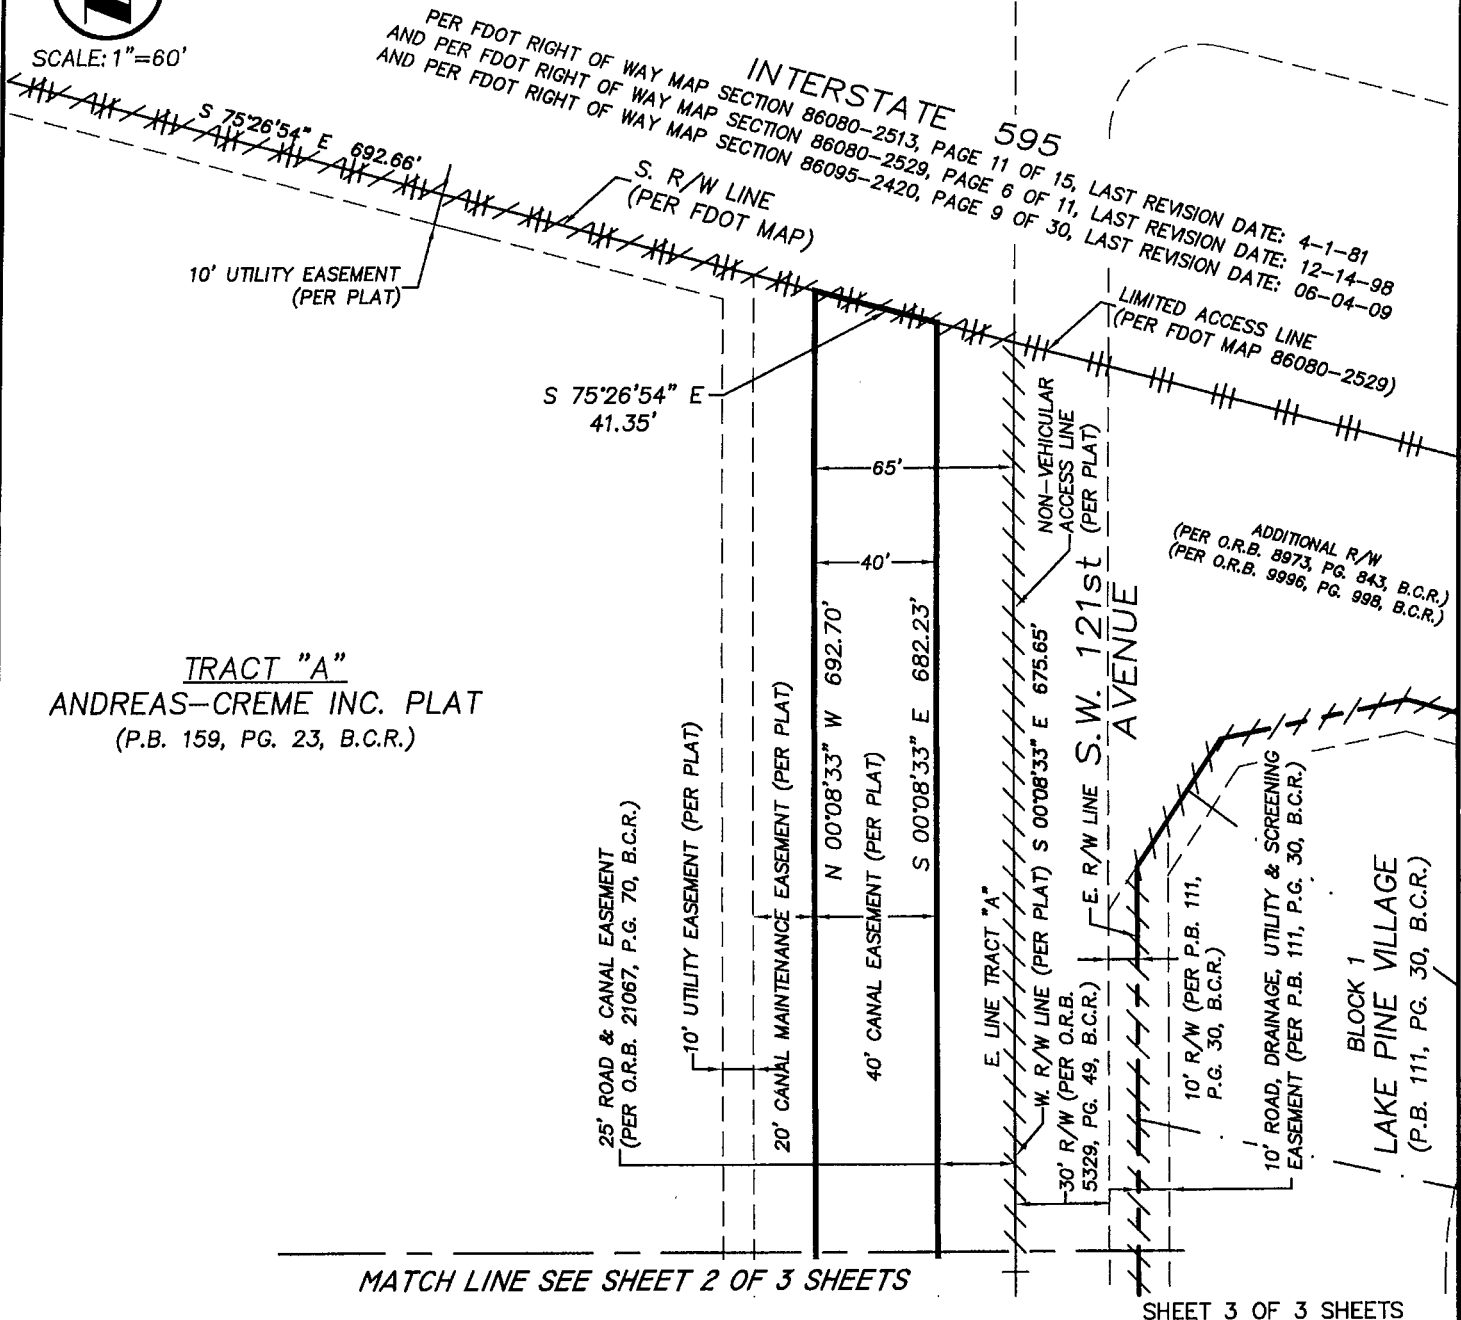 SCALE: 1"=60'
INTERSTATE 595
PER FDOT RIGHT OF WAY MAP SECTION 86080-2513, PAGE 11 OF 15, LAST REVISION DATE: 4-1-81
AND PER FDOT RIGHT OF WAY MAP SECTION 86080-2529, PAGE 6 OF 11, LAST REVISION DATE: 12-14-98
AND PER FDOT RIGHT OF WAY MAP SECTION 86095-2420, PAGE 9 OF 30, LAST REVISION DATE: 06-04-09
S 75°26'54" E 692.66'
S. R/W LINE
(PER FDOT MAP)
10' UTILITY EASEMENT
(PER PLAT)
LIMITED ACCESS LINE
(PER FDOT MAP 86080-2529)
S 75°26'54" E
41.35'
65'
40'
NON-VEHICULAR
ACCESS LINE
(PER PLAT)
ADDITIONAL R/W
(PER O.R.B. 8973, PG. 843, B.C.R.)
(PER O.R.B. 9996, PG. 998, B.C.R.)
TRACT "A"
ANDREAS-CREME INC. PLAT
(P.B. 159, PG. 23, B.C.R.)
25' ROAD & CANAL EASEMENT
(PER O.R.B. 21067, P.G. 70, B.C.R.)
10' UTILITY EASEMENT (PER PLAT)
20' CANAL MAINTENANCE EASEMENT (PER PLAT)
N 00°08'33" W 692.70'
40' CANAL EASEMENT (PER PLAT)
S 00°08'33" E 682.23'
E. LINE TRACT "A"
W. R/W LINE (PER PLAT) S 00°08'33" E 675.65'
30' R/W (PER O.R.B.
5329, PG. 49, B.C.R.)
S.W. 121st
AVENUE
E. R/W LINE
10' R/W (PER P.B. 111,
P.G. 30, B.C.R.)
10' ROAD, DRAINAGE, UTILITY & SCREENING
EASEMENT (PER P.B. 111, P.G. 30, B.C.R.)
BLOCK 1
LAKE PINE VILLAGE
(P.B. 111, PG. 30, B.C.R.)
MATCH LINE SEE SHEET 2 OF 3 SHEETS
SHEET 3 OF 3 SHEETS